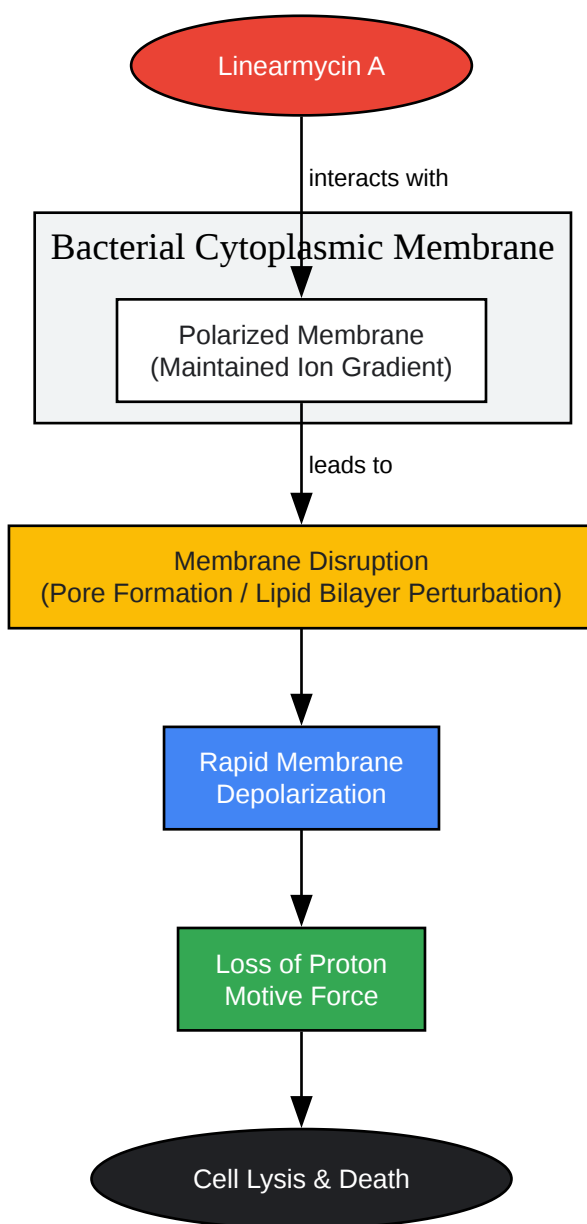 Linearmycin A
interacts with
Bacterial Cytoplasmic Membrane
Polarized Membrane
(Maintained Ion Gradient)
leads to
Membrane Disruption
(Pore Formation / Lipid Bilayer Perturbation)
Rapid Membrane
Depolarization
Loss of Proton
Motive Force
Cell Lysis & Death